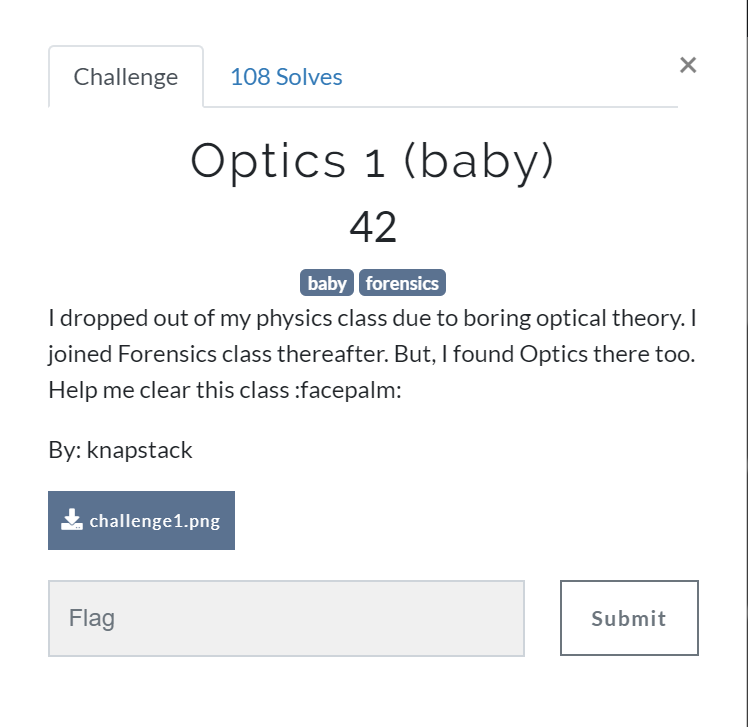 Challenge
108 Solves
×
Optics 1 (baby)
42
baby forensics
I dropped out of my physics class due to boring optical theory. I
joined Forensics class thereafter. But, I found Optics there too.
Help me clear this class :facepalm:
By: knapstack
challenge1.png
Flag
Submit